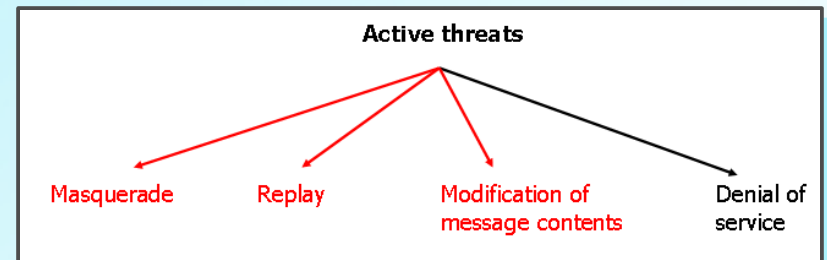 Active threats
Masquerade
Replay
Modification of
message contents
Denial of
service